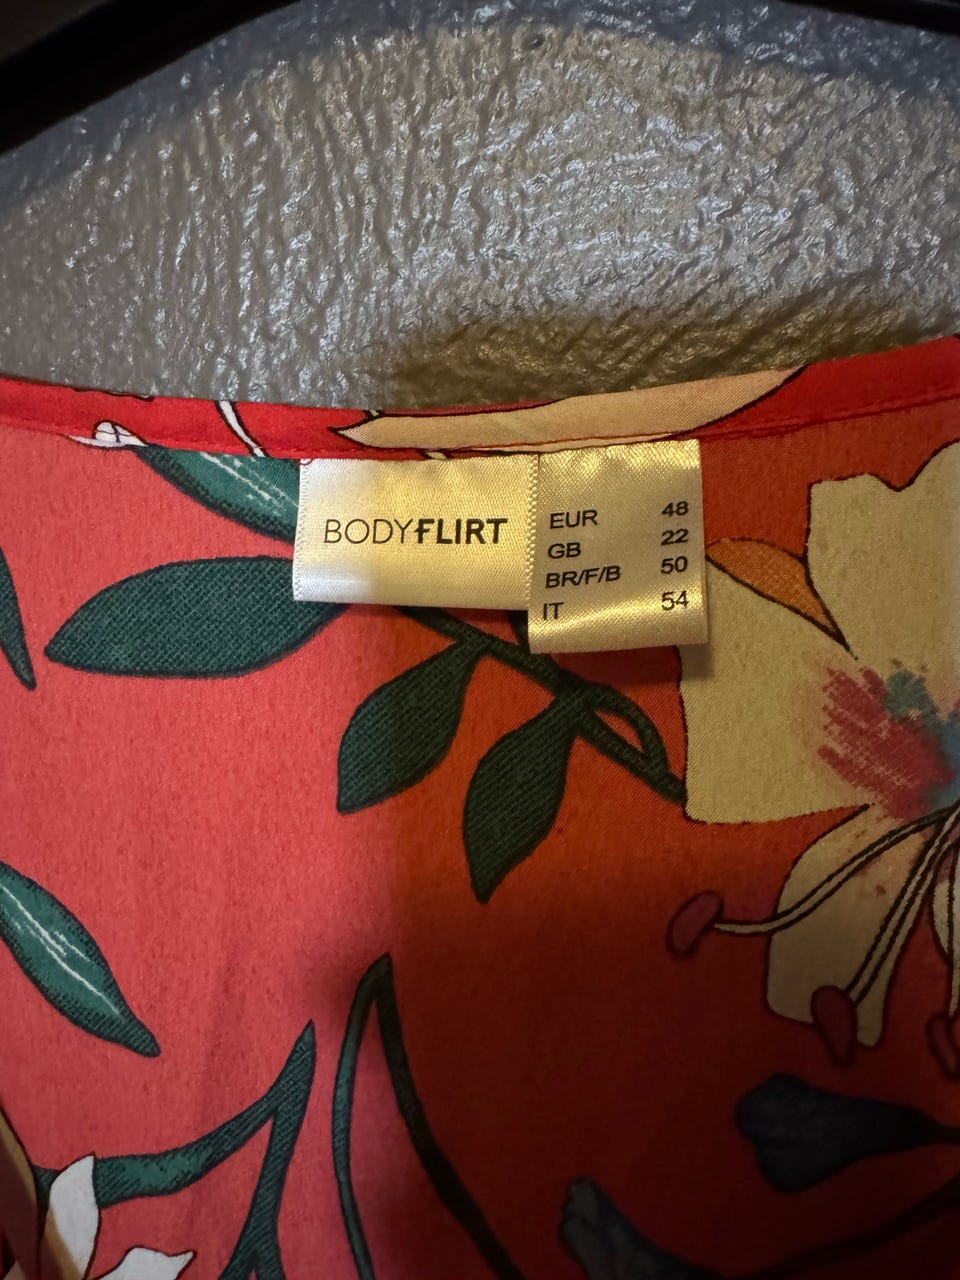 BODYFLIRT
EUR 48
GB 22
BR/F/B 50
IT 54